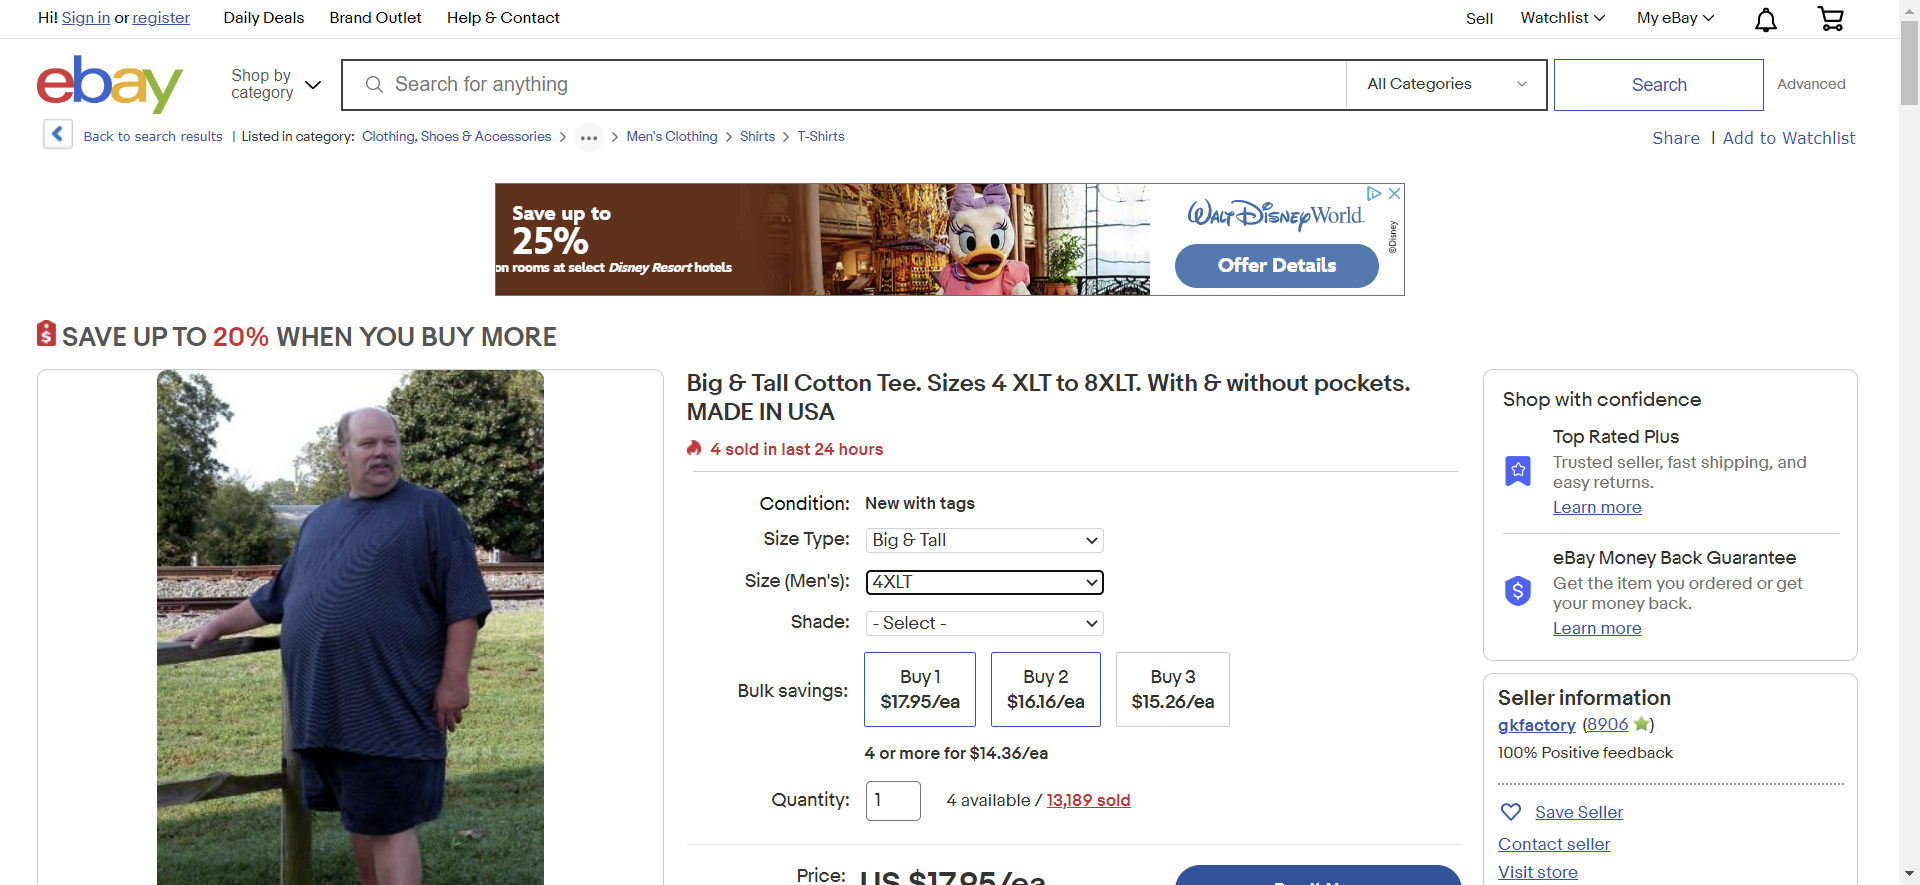 Hi! Sign in or register
Daily Deals
Brand Outlet
Help & Contact
Sell
Watchlist
My eBay
ebay
Shop by
category
Search for anything
All Categories
Search
Advanced
Back to search results | Listed in category: Clothing, Shoes & Accessories > ... > Men's Clothing > Shirts > T-Shirts
Share | Add to Watchlist
Save up to
25%
on rooms at select Disney Resort hotels
WALT DISNEY World.
Offer Details
©Disney
SAVE UP TO 20% WHEN YOU BUY MORE
Big & Tall Cotton Tee. Sizes 4 XLT to 8XLT. With & without pockets.
MADE IN USA
4 sold in last 24 hours
Condition: New with tags
Size Type: Big & Tall
Size (Men's): 4XLT
Shade: - Select -
Bulk savings:
Buy 1
$17.95/ea
Buy 2
$16.16/ea
Buy 3
$15.26/ea
4 or more for $14.36/ea
Quantity: 1 4 available / 13,189 sold
Price: US $17.95/ea
Shop with confidence
Top Rated Plus
Trusted seller, fast shipping, and
easy returns.
Learn more
eBay Money Back Guarantee
Get the item you ordered or get
your money back.
Learn more
Seller information
gkfactory (8906)
100% Positive feedback
Save Seller
Contact seller
Visit store